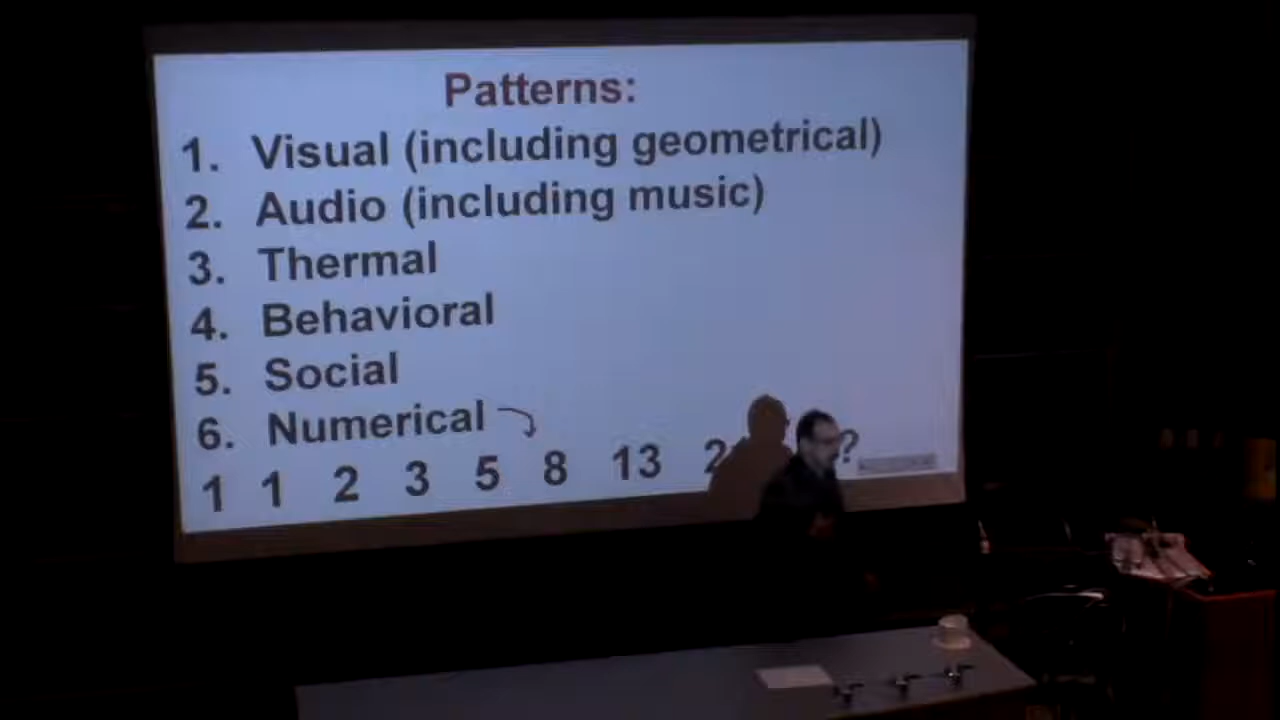 Patterns:
1. Visual (including geometrical)
2. Audio (including music)
3. Thermal
4. Behavioral
5. Social
6. Numerical
1 1 2 3 5 8 13 ?